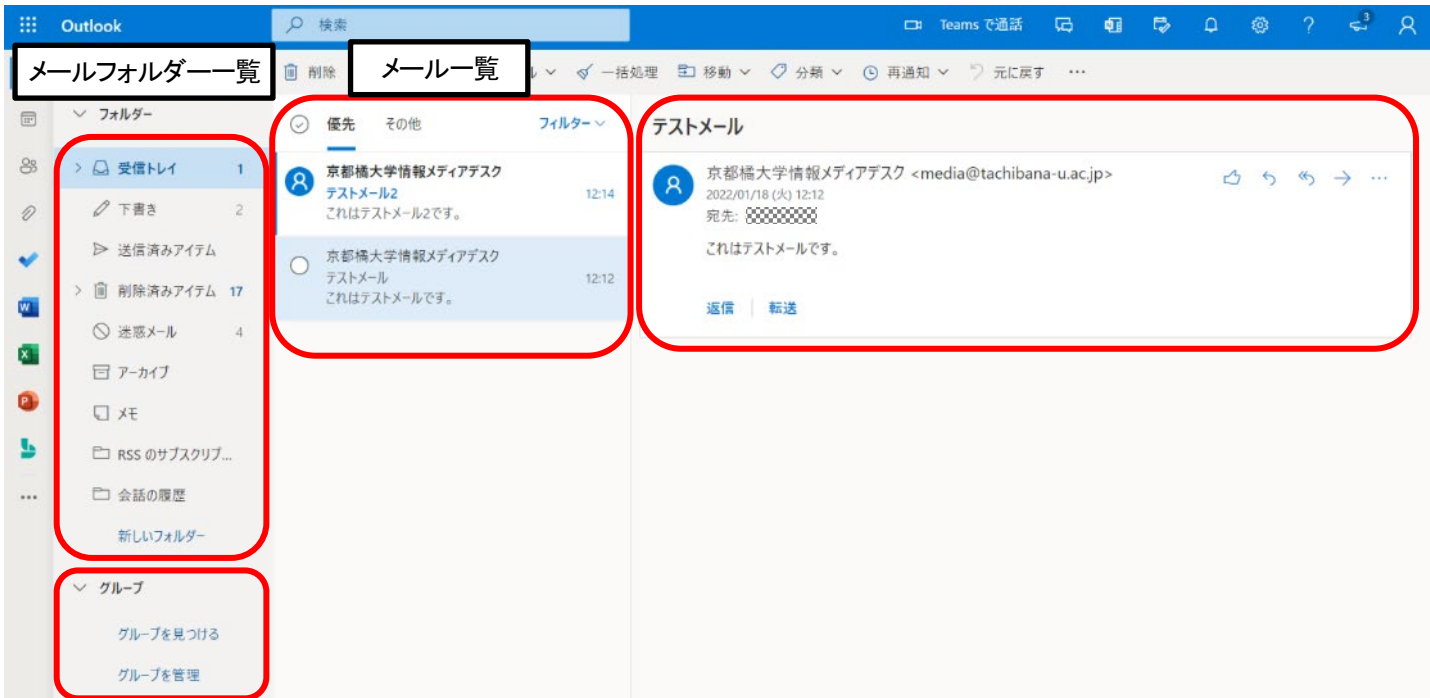 Outlook
検索
Teams で通話
3
メールフォルダー一覧
削除
メール一覧
一括処理
移動
分類
再通知
元に戻す
フォルダー
受信トレイ 1
下書き 2
送信済みアイテム
削除済みアイテム 17
迷惑メール 4
アーカイブ
メモ
RSS のサブスクリプ...
会話の履歴
新しいフォルダー
グループ
グループを見つける
グループを管理
優先 その他 フィルター
京都橘大学情報メディアデスク
テストメール2 12:14
これはテストメール2です。
京都橘大学情報メディアデスク
テストメール 12:12
これはテストメールです。
テストメール
京都橘大学情報メディアデスク <media@tachibana-u.ac.jp>
2022/01/18 (火) 12:12
宛先:
これはテストメールです。
返信 転送